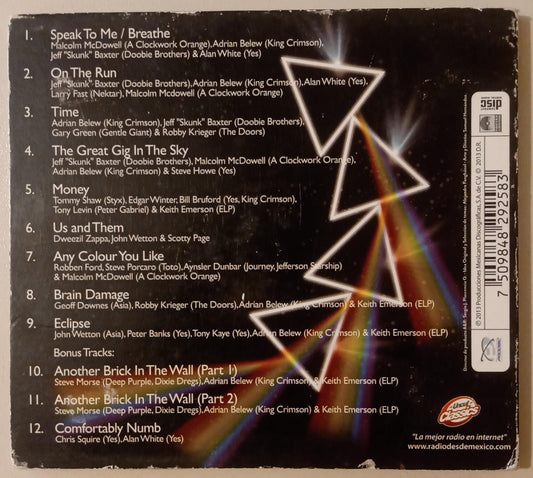 1. Speak To Me / Breathe
Malcolm McDowell (A Clockwork Orange), Adrian Belew (King Crimson),
Jeff "Skunk" Baxter (Doobie Brothers) & Alan White (Yes)
2. On The Run
Jeff "Skunk" Baxter (Doobie Brothers), Adrian Belew (King Crimson), Alan White (Yes),
Larry Fast (Nektar), Malcolm Mcdowell (A Clockwork Orange)
3. Time
Adrian Belew (King Crimson), Jeff "Skunk" Baxter (Doobie Brothers),
Gary Green (Gentle Giant) & Robby Krieger (The Doors)
4. The Great Gig In The Sky
Jeff "Skunk" Baxter (Doobie Brothers), Malcolm McDowell (A Clockwork Orange),
Adrian Belew (King Crimson) & Steve Howe (Yes)
5. Money
Tommy Shaw (Styx), Edgar Winter, Bill Bruford (Yes, King Crimson),
Tony Levin (Peter Gabriel) & Keith Emerson (ELP)
6. Us and Them
Dweezil Zappa, John Wetton & Scotty Page
7. Any Colour You Like
Robben Ford, Steve Porcaro (Toto), Aynsler Dunbar (Journey, Jefferson Starship)
& Malcolm McDowell (A Clockwork Orange)
8. Brain Damage
Geoff Downes (Asia), Robby Krieger (The Doors), Adrian Belew (King Crimson) & Keith Emerson (ELP)
9. Eclipse
John Wetton (Asia), Peter Banks (Yes), Tony Kaye (Yes), Adrian Belew (King Crimson) & Keith Emerson (ELP)
Bonus Tracks:
10. Another Brick In The Wall (Part 1)
Steve Morse (Deep Purple, Dixie Dregs), Adrian Belew (King Crimson) & Keith Emerson (ELP)
11. Another Brick In The Wall (Part 2)
Steve Morse (Deep Purple, Dixie Dregs), Adrian Belew (King Crimson) & Keith Emerson (ELP)
12. Comfortably Numb
Chris Squire (Yes), Alan White (Yes)
disc
7 509848 292583
© 2013 Producciones Mexicanas Discográficas, S.A. de C.V. © 2013 D.R.
"La mejor radio en internet"
www.radiodesdemexico.com